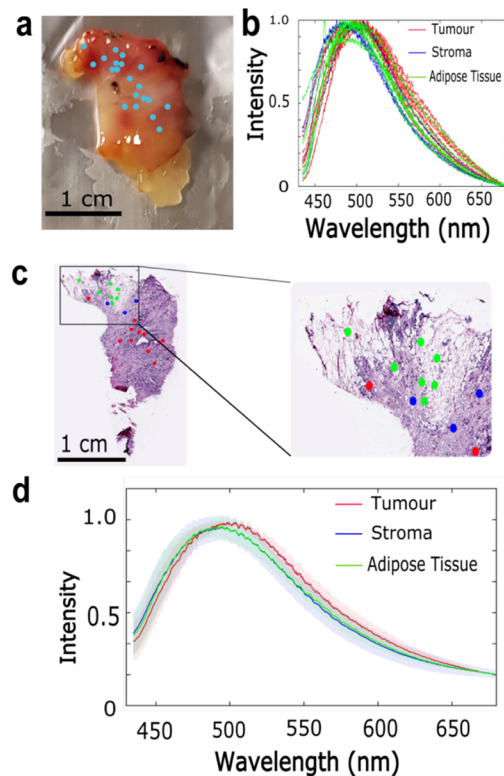 a
1 cm
b
Intensity
1.0
0.5
0
Tumour
Stroma
Adipose Tissue
450 500 550 600 650
Wavelength (nm)
c
1 cm
d
Intensity
1.0
0.5
Tumour
Stroma
Adipose Tissue
450 500 550 600 650
Wavelength (nm)